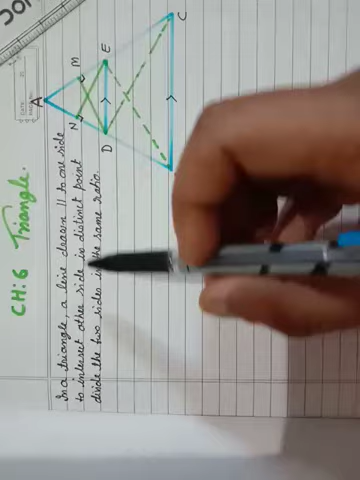 CH: 6 Triangle.
In a triangle, a line drawn || to one side
to intersect other side in distinct point
divide the two sides in the same ratio.
A
N M
D E
C